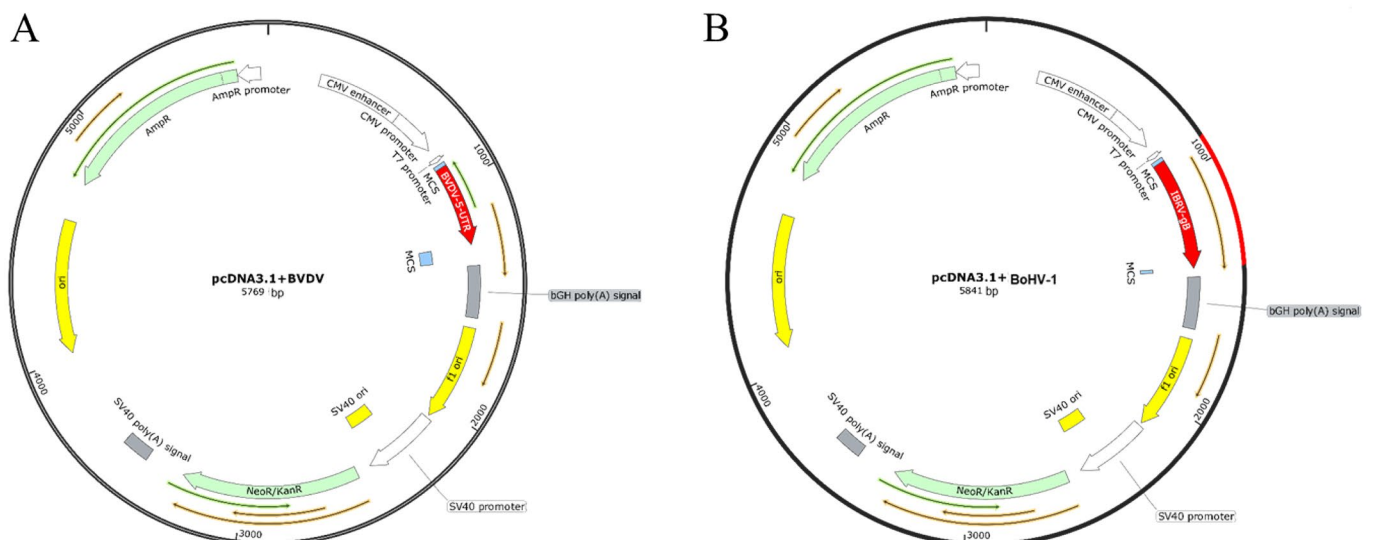 A
AmpR promoter
AmpR
5000
CMV enhancer
CMV promoter
T7 promoter
MCS
1000
BVDV-5-UTR
MCS
ori
pcDNA3.1+BVDV
5769 bp
bGH poly(A) signal
f1 ori
2000
4000
SV40 ori
SV40 poly(A) signal
NeoR/KanR
SV40 promoter
3000
B
AmpR promoter
AmpR
5000
CMV enhancer
CMV promoter
T7 promoter
MCS
1000
IBRV-gB
MCS
ori
pcDNA3.1+ BoHV-1
5841 bp
bGH poly(A) signal
f1 ori
2000
4000
SV40 ori
SV40 poly(A) signal
NeoR/KanR
SV40 promoter
3000